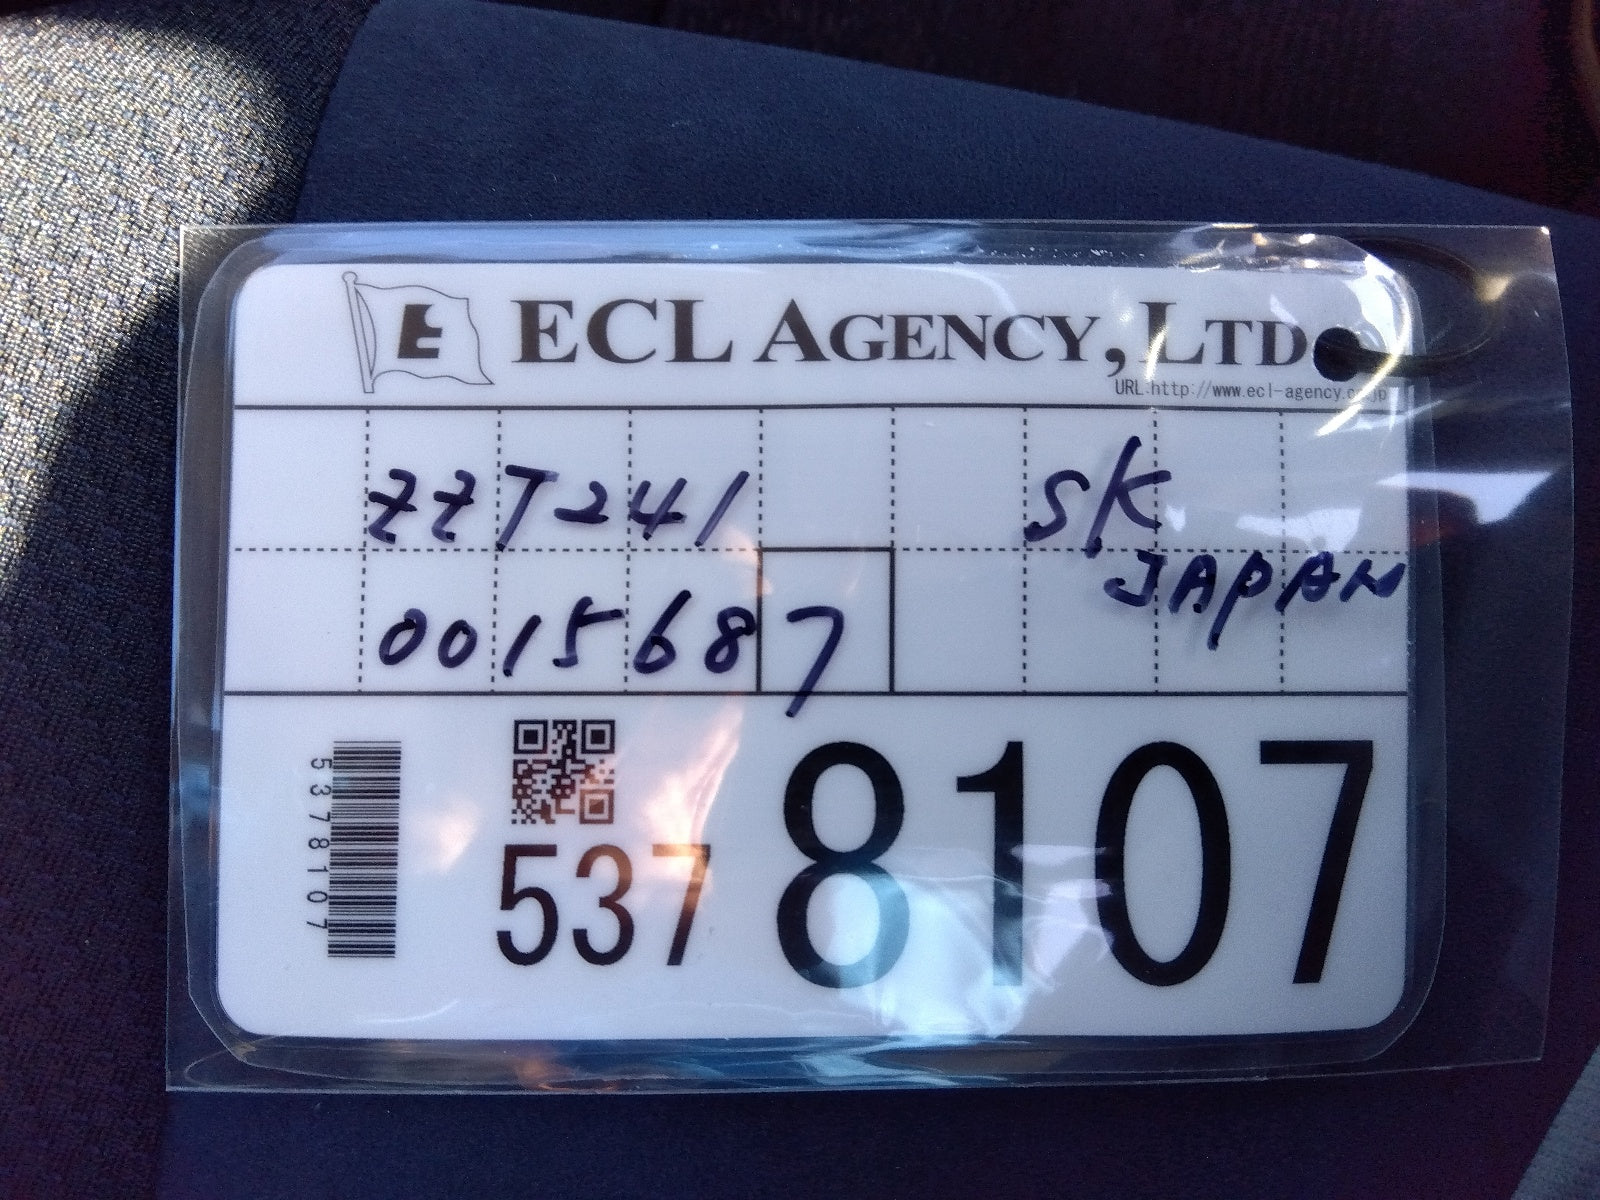 E
ECL AGENCY, LTD.
URL:http://www.ecl-agency.co.jp
ZZT241
SK
JAPAN
0015687
5378107
537
8107